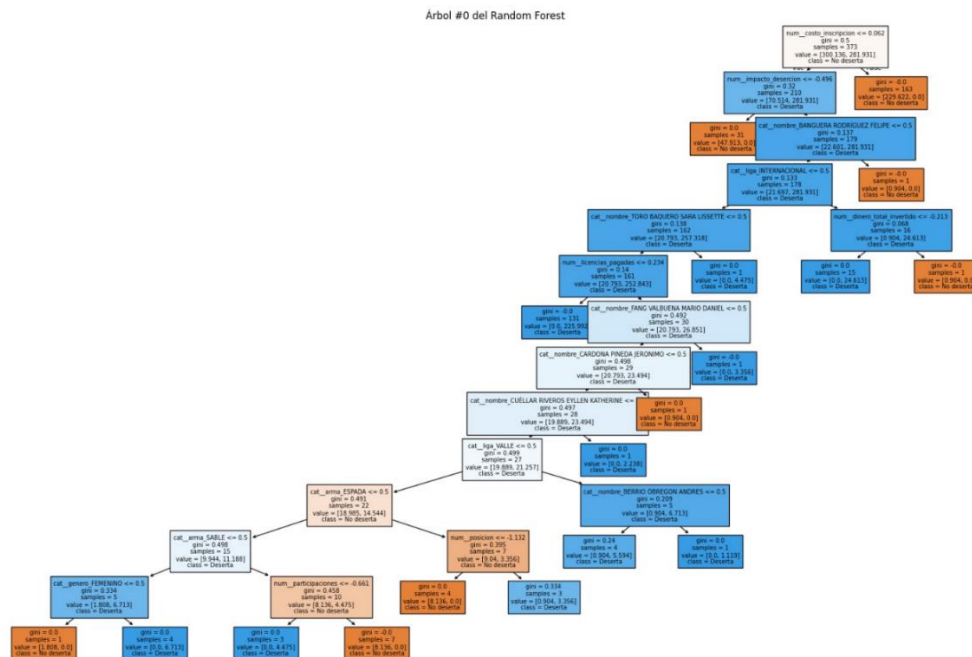 Árbol #0 del Random Forest
num__costo_inscripcion <= 0.062
gini = 0.5
samples = 373
value = [300.136, 281.931]
class = No deserta
num__impacto_desercion <= -0.496
gini = 0.32
samples = 210
value = [70.514, 281.931]
class = Deserta
gini = -0.0
samples = 163
value = [229.622, 0.0]
class = No deserta
gini = 0.0
samples = 31
value = [47.913, 0.0]
class = No deserta
cat__nombre_BANGUERA RODRIGUEZ FELIPE <= 0.5
gini = 0.137
samples = 179
value = [22.601, 281.931]
class = Deserta
cat__liga_INTERNACIONAL <= 0.5
gini = 0.133
samples = 178
value = [21.697, 281.931]
class = Deserta
gini = -0.0
samples = 1
value = [0.904, 0.0]
class = No deserta
cat__nombre_TORO BAQUERO SARA LISSETTE <= 0.5
gini = 0.138
samples = 162
value = [20.793, 257.318]
class = Deserta
num__dinero_total_invertido <= -0.213
gini = 0.068
samples = 16
value = [0.904, 24.613]
class = Deserta
num__licencias_pagadas <= 0.234
gini = 0.14
samples = 161
value = [20.793, 252.843]
class = Deserta
gini = 0.0
samples = 1
value = [0.0, 4.475]
class = Deserta
gini = 0.0
samples = 15
value = [0.0, 24.613]
class = Deserta
gini = -0.0
samples = 1
value = [0.904, 0.0]
class = No deserta
gini = -0.0
samples = 131
value = [0.0, 225.992]
class = Deserta
cat__nombre_FANG VALBUENA MARIO DANIEL <= 0.5
gini = 0.492
samples = 30
value = [20.793, 26.851]
class = Deserta
cat__nombre_CARDONA PINEDA JERONIMO <= 0.5
gini = 0.498
samples = 29
value = [20.793, 23.494]
class = Deserta
gini = -0.0
samples = 1
value = [0.0, 3.356]
class = Deserta
cat__nombre_CUÉLLAR RIVEROS EYLLEN KATHERINE <=
gini = 0.497
samples = 28
value = [19.889, 23.494]
class = Deserta
gini = 0.0
samples = 1
value = [0.904, 0.0]
class = No deserta
cat__liga_VALLE <= 0.5
gini = 0.499
samples = 27
value = [19.889, 21.257]
class = Deserta
gini = 0.0
samples = 1
value = [0.0, 2.238]
class = Deserta
cat__arma_ESPADA <= 0.5
gini = 0.491
samples = 22
value = [18.985, 14.544]
class = No deserta
cat__nombre_BERRIO OBREGON ANDRES <= 0.5
gini = 0.209
samples = 5
value = [0.904, 6.713]
class = Deserta
cat__arma_SABLE <= 0.5
gini = 0.498
samples = 15
value = [9.944, 11.188]
class = Deserta
num__posicion <= -1.132
gini = 0.395
samples = 7
value = [9.04, 3.356]
class = No deserta
gini = 0.24
samples = 4
value = [0.904, 5.594]
class = Deserta
gini = 0.0
samples = 1
value = [0.0, 1.119]
class = Deserta
cat__genero_FEMENINO <= 0.5
gini = 0.334
samples = 5
value = [1.808, 6.713]
class = Deserta
num__participaciones <= -0.661
gini = 0.458
samples = 10
value = [8.136, 4.475]
class = No deserta
gini = 0.0
samples = 4
value = [8.136, 0.0]
class = No deserta
gini = 0.334
samples = 3
value = [0.904, 3.356]
class = Deserta
gini = 0.0
samples = 1
value = [1.808, 0.0]
class = No deserta
gini = 0.0
samples = 4
value = [0.0, 6.713]
class = Deserta
gini = 0.0
samples = 3
value = [0.0, 4.475]
class = Deserta
gini = -0.0
samples = 7
value = [8.136, 0.0]
class = No deserta